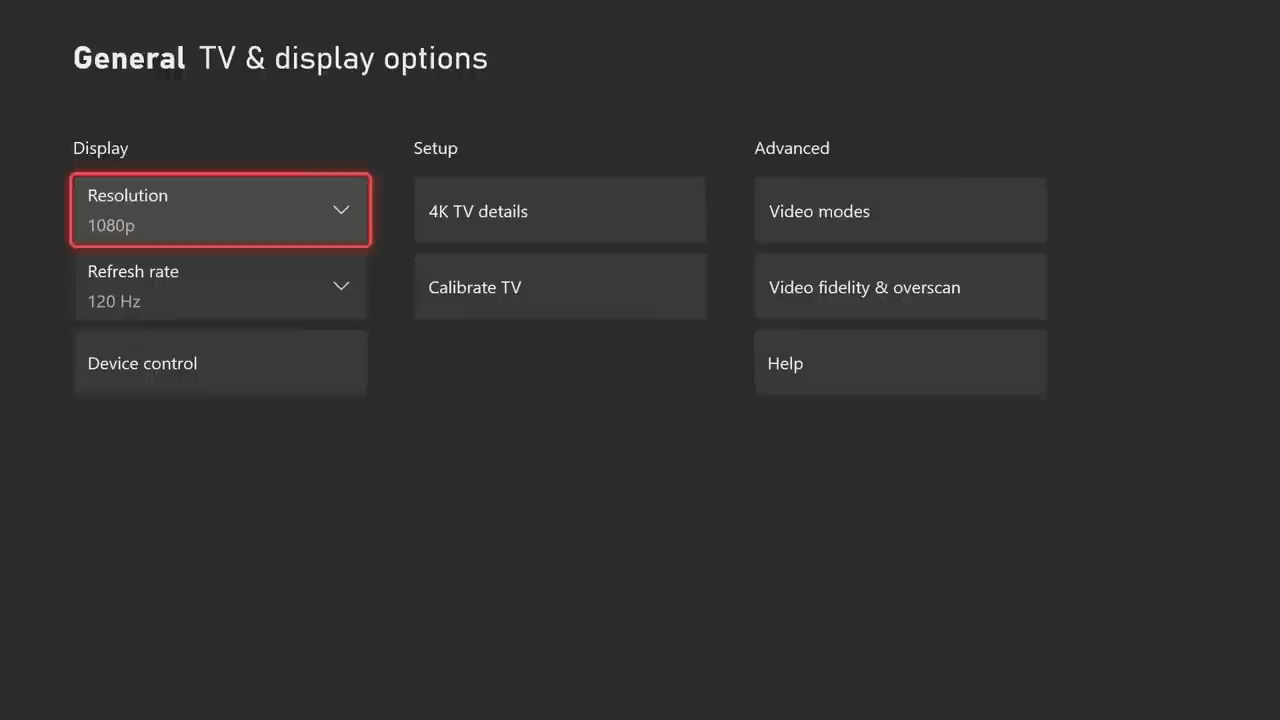 General TV & display options
Display
Resolution
1080p
Refresh rate
120 Hz
Device control
Setup
4K TV details
Calibrate TV
Advanced
Video modes
Video fidelity & overscan
Help